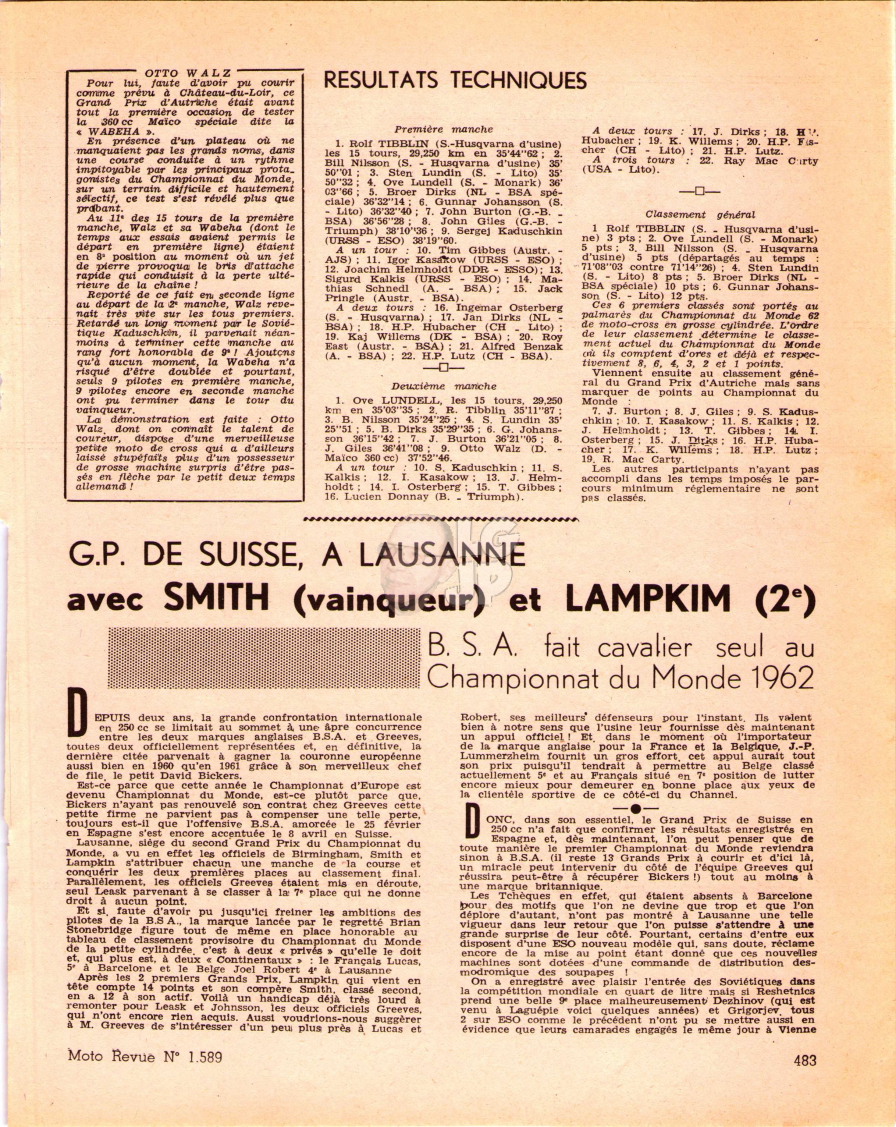 OTTO WALZ
Pour lui, faute d'avoir pu courir
comme prévu à Château-du-Loir, ce
Grand Prix d'Autriche était avant
tout la première occasion de tester
la 360 cc Maïco spéciale dite la
« WABEHA ».
En présence d'un plateau où ne
manquaient pas les grands noms, dans
une course conduite à un rythme
impitoyable par les principaux prota-
gonistes du Championnat du Monde,
sur un terrain difficile et hautement
sélectif, ce test s'est révélé plus que
probant.
Au 11e des 15 tours de la première
manche, Walz et sa Wabeha (dont le
temps aux essais avaient permis le
départ en première ligne) étaient
en 8e position au moment où un jet
de pierre provoqua le bris d'attache
rapide qui conduisit à la perte ulté-
rieure de la chaîne !
Reporté de ce fait en seconde ligne
au départ de la 2e manche, Walz reve-
nait très vite sur les tous premiers.
Retardé un long moment par le Sovié-
tique Kaduschkin, il parvenait néan-
moins à terminer cette manche au
rang fort honorable de 9e ! Ajoutons
qu'à aucun moment, la Wabeha n'a
risqué d'être doublée et pourtant,
seuls 9 pilotes en première manche,
9 pilotes encore en seconde manche
ont pu terminer dans le tour du
vainqueur.
La démonstration est faite : Otto
Walz, dont on connaît le talent de
coureur, dispose d'une merveilleuse
petite moto de cross qui a d'ailleurs
laissé stupéfaits plus d'un possesseur
de grosse machine surpris d'être pas-
sés en flèche par le petit deux temps
allemand !
RESULTATS TECHNIQUES
Première manche
1. Rolf TIBBLIN (S.-Husqvarna d'usine)
les 15 tours, 29,250 km en 35'44"62 ; 2.
Bill Nilsson (S. - Husqvarna d'usine) 35'
50"01 ; 3. Sten Lundin (S. - Lito) 35'
50"32 ; 4. Ove Lundell (S. - Monark) 36'
03"66 ; 5. Broer Dirks (NL - BSA spé-
ciale) 36'32"14 ; 6. Gunnar Johansson (S.
- Lito) 36'32"40 ; 7. John Burton (G.-B. -
BSA) 36'56"28 ; 8. John Giles (G.-B. -
Triumph) 38'10"36 ; 9. Sergej Kaduschkin
(URSS - ESO) 38'19"60.
A un tour : 10. Tim Gibbes (Austr. -
AJS) ; 11. Igor Kasakow (URSS - ESO) ;
12. Joachim Helmholdt (DDR - ESSO); 13.
Sigurd Kalkis (URSS - ESO) ; 14. Ma-
thias Schnedl (A. - BSA) ; 15. Jack
Pringle (Austr. - BSA).
A deux tours : 16. Ingemar Osterberg
(S. - Husqvarna) ; 17. Jan Dirks (NL -
BSA) ; 18. H.P. Hubacher (CH - Lito) ;
19. Kaj Willems (DK - BSA) ; 20. Roy
East (Austr. - BSA) ; 21. Alfred Benzak
(A. - BSA) ; 22. H.P. Lutz (CH - BSA).
Deuxième manche
1. Ove LUNDELL, les 15 tours, 29,250
km en 35'03"35 ; 2. R. Tibblin 35'11"87 ;
3. B. Nilsson 35'24"25 ; 4. S. Lundin 35'
25"51 ; 5. B. Dirks 35'29"35 ; 6. G. Johans-
son 36'15"42 ; 7. J. Burton 36'21"05 ; 8.
J. Giles 36'41"08 ; 9. Otto Walz (D. -
Maïco 360 cc) 37'52"46.
A un tour : 10. S. Kaduschkin ; 11. S.
Kalkis ; 12. I. Kasakow ; 13. J. Helm-
holdt ; 14. I. Osterberg ; 15. T. Gibbes ;
16. Lucien Donnay (B. - Triumph).
A deux tours : 17. J. Dirks ; 18. H.P.
Hubacher ; 19. K. Willems ; 20. H.P. Fis-
cher (CH - Lito) ; 21. H.P. Lutz.
A trois tours : 22. Ray Mac Carty
(USA - Lito).
Classement général
1 Rolf TIBBLIN (S. - Husqvarna d'usi-
ne) 3 pts ; 2. Ove Lundell (S. - Monark)
5 pts ; 3. Bill Nilsson (S. - Husqvarna
d'usine) 5 pts (départagés au temps :
71'08"03 contre 71'14"26) ; 4. Sten Lundin
(S. - Lito) 8 pts ; 5. Broer Dirks (NL -
BSA spéciale) 10 pts ; 6. Gunnar Johans-
son (S. - Lito) 12 pts.
Ces 6 premiers classés sont portés au
palmarès du Championnat du Monde 62
de moto-cross en grosse cylindrée. L'ordre
de leur classement détermine le classe-
ment actuel du Championnat du Monde
où ils comptent d'ores et déjà et respec-
tivement 8, 6, 4, 3, 2 et 1 points.
Viennent ensuite au classement géné-
ral du Grand Prix d'Autriche mais sans
marquer de points au Championnat du
Monde :
7. J. Burton ; 8. J. Giles ; 9. S. Kadus-
chkin ; 10. I. Kasakow ; 11. S. Kalkis ; 12.
J. Helmholdt ; 13. T. Gibbes ; 14. I.
Osterberg ; 15. J. Dirks ; 16. H.P. Huba-
cher ; 17. K. Willems ; 18. H.P. Lutz ;
19. R. Mac Carty.
Les autres participants n'ayant pas
accompli dans les temps imposés le par-
cours minimum réglementaire ne sont
pas classés.
G.P. DE SUISSE, A LAUSANNE
avec SMITH (vainqueur) et LAMPKIM (2e)
B. S. A. fait cavalier seul au
Championnat du Monde 1962
DEPUIS deux ans, la grande confrontation internationale
en 250 cc se limitait au sommet à une âpre concurrence
entre les deux marques anglaises B.S.A. et Greeves,
toutes deux officiellement représentées et, en définitive, la
dernière citée parvenait à gagner la couronne européenne
aussi bien en 1960 qu'en 1961 grâce à son merveilleux chef
de file, le petit David Bickers.
Est-ce parce que cette année le Championnat d'Europe est
devenu Championnat du Monde, est-ce plutôt parce que,
Bickers n'ayant pas renouvelé son contrat chez Greeves cette
petite firme ne parvient pas à compenser une telle perte,
toujours est-il que l'offensive B.S.A. amorcée le 25 février
en Espagne s'est encore accentuée le 8 avril en Suisse.
Lausanne, siège du second Grand Prix du Championnat du
Monde, a vu en effet les officiels de Birmingham, Smith et
Lampkin s'attribuer chacun une manche de la course et
conquérir les deux premières places au classement final.
Parallèlement, les officiels Greeves étaient mis en déroute,
seul Leask parvenant à se classer à la 7e place qui ne donne
droit à aucun point.
Et si, faute d'avoir pu jusqu'ici freiner les ambitions des
pilotes de la B.S A., la marque lancée par le regretté Brian
Stonebridge figure tout de même en place honorable au
tableau de classement provisoire du Championnat du Monde
de la petite cylindrée, c'est à deux « privés » qu'elle le doit
et, qui plus est, à deux « Continentaux » : le Français Lucas,
5e à Barcelone et le Belge Joel Robert 4e à Lausanne
Après les 2 premiers Grands Prix, Lampkin qui vient en
tête compte 14 points et son compère Smith, classé second,
en a 12 à son actif. Voilà un handicap déjà très lourd à
remonter pour Leask et Johnsson, les deux officiels Greeves,
qui n'ont encore rien acquis. Aussi voudrions-nous suggérer
à M. Greeves de s'intéresser d'un peu plus près à Lucas et
Robert, ses meilleurs défenseurs pour l'instant. Ils valent
bien à notre sens que l'usine leur fournisse dès maintenant
un appui officiel ! Et dans le moment où l'importateur
de la marque anglaise pour la France et la Belgique, J.-P.
Lummerzheim fournit un gros effort, cet appui aurait tout
son prix puisqu'il tendrait à permettre au Belge classé
actuellement 5e et au Français situé en 7e position de lutter
encore mieux pour demeurer en bonne place aux yeux de
la clientèle sportive de ce côté-ci du Channel.
DONC, dans son essentiel, le Grand Prix de Suisse en
250 cc n'a fait que confirmer les résultats enregistrés en
Espagne et, dès maintenant, l'on peut penser que de
toute manière le premier Championnat du Monde reviendra
sinon à B.S.A. (il reste 13 Grands Prix à courir et d'ici là,
un miracle peut intervenir du côté de l'équipe Greeves qui
réussira peut-être à récupérer Bickers !) tout au moins à
une marque britannique.
Les Tchèques en effet, qui étaient absents à Barcelone
pour des motifs que l'on ne devine que trop et que l'on
déplore d'autant, n'ont pas montré à Lausanne une telle
vigueur dans leur retour que l'on puisse s'attendre à une
grande surprise de leur côté. Pourtant, certains d'entre eux
disposent d'une ESO nouveau modèle qui, sans doute, réclame
encore de la mise au point étant donné que ces nouvelles
machines sont dotées d'une commande de distribution des-
modromique des soupapes !
On a enregistré avec plaisir l'entrée des Soviétiques dans
la compétition mondiale en quart de litre mais si Reshetnics
prend une belle 9e place malheureusement Dezhinov (qui est
venu à Laguépie voici quelques années) et Grigorjev tous
2 sur ESO comme le précédent n'ont pu se mettre aussi en
évidence que leurs camarades engagés le même jour à Vienne
Moto Revue N° 1.589
483